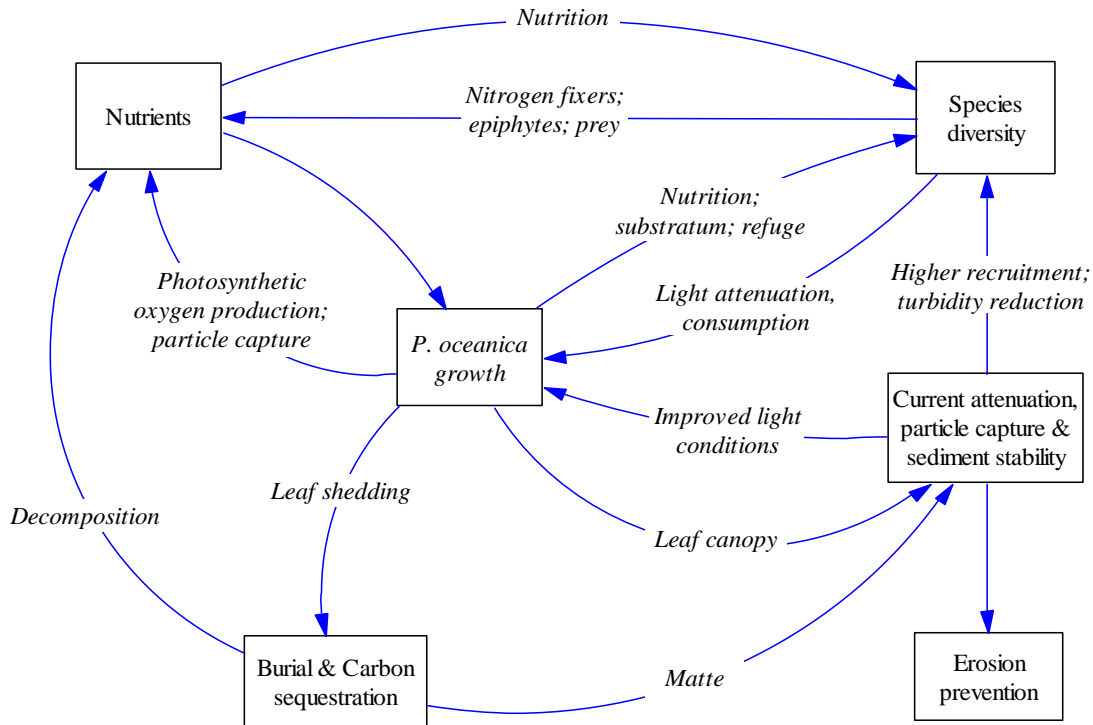 Nutrition
Nutrients
Nitrogen fixers;
epiphytes; prey
Species
diversity
Nutrition;
substratum; refuge
Photosynthetic
oxygen production;
particle capture
Light attenuation,
consumption
Higher recruitment;
turbidity reduction
P. oceanica
growth
Improved light
conditions
Current attenuation,
particle capture &
sediment stability
Leaf shedding
Decomposition
Leaf canopy
Burial & Carbon
sequestration
Matte
Erosion
prevention